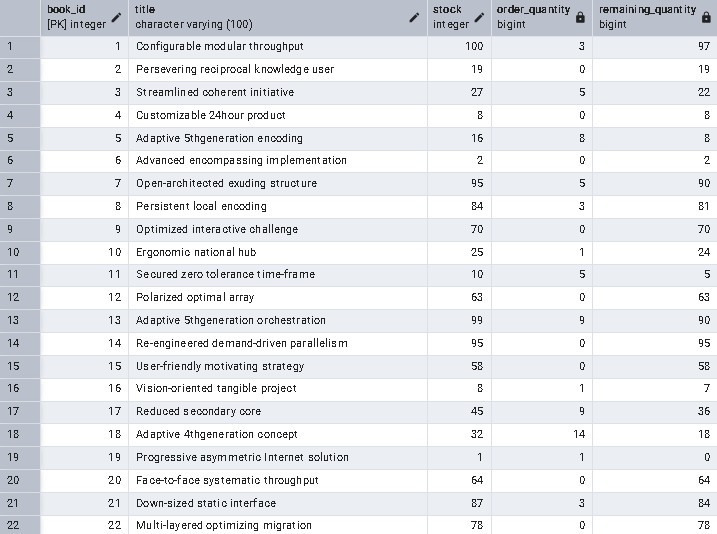 book_id title stock order_quantity remaining_quantity
[PK] integer character varying (100) integer bigint bigint
1 1 Configurable modular throughput 100 3 97
2 2 Persevering reciprocal knowledge user 19 0 19
3 3 Streamlined coherent initiative 27 5 22
4 4 Customizable 24hour product 8 0 8
5 5 Adaptive 5thgeneration encoding 16 8 8
6 6 Advanced encompassing implementation 2 0 2
7 7 Open-architected exuding structure 95 5 90
8 8 Persistent local encoding 84 3 81
9 9 Optimized interactive challenge 70 0 70
10 10 Ergonomic national hub 25 1 24
11 11 Secured zero tolerance time-frame 10 5 5
12 12 Polarized optimal array 63 0 63
13 13 Adaptive 5thgeneration orchestration 99 9 90
14 14 Re-engineered demand-driven parallelism 95 0 95
15 15 User-friendly motivating strategy 58 0 58
16 16 Vision-oriented tangible project 8 1 7
17 17 Reduced secondary core 45 9 36
18 18 Adaptive 4thgeneration concept 32 14 18
19 19 Progressive asymmetric Internet solution 1 1 0
20 20 Face-to-face systematic throughput 64 0 64
21 21 Down-sized static interface 87 3 84
22 22 Multi-layered optimizing migration 78 0 78